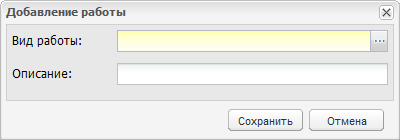 Добавление работы
Вид работы:
Описание:
Сохранить Отмена